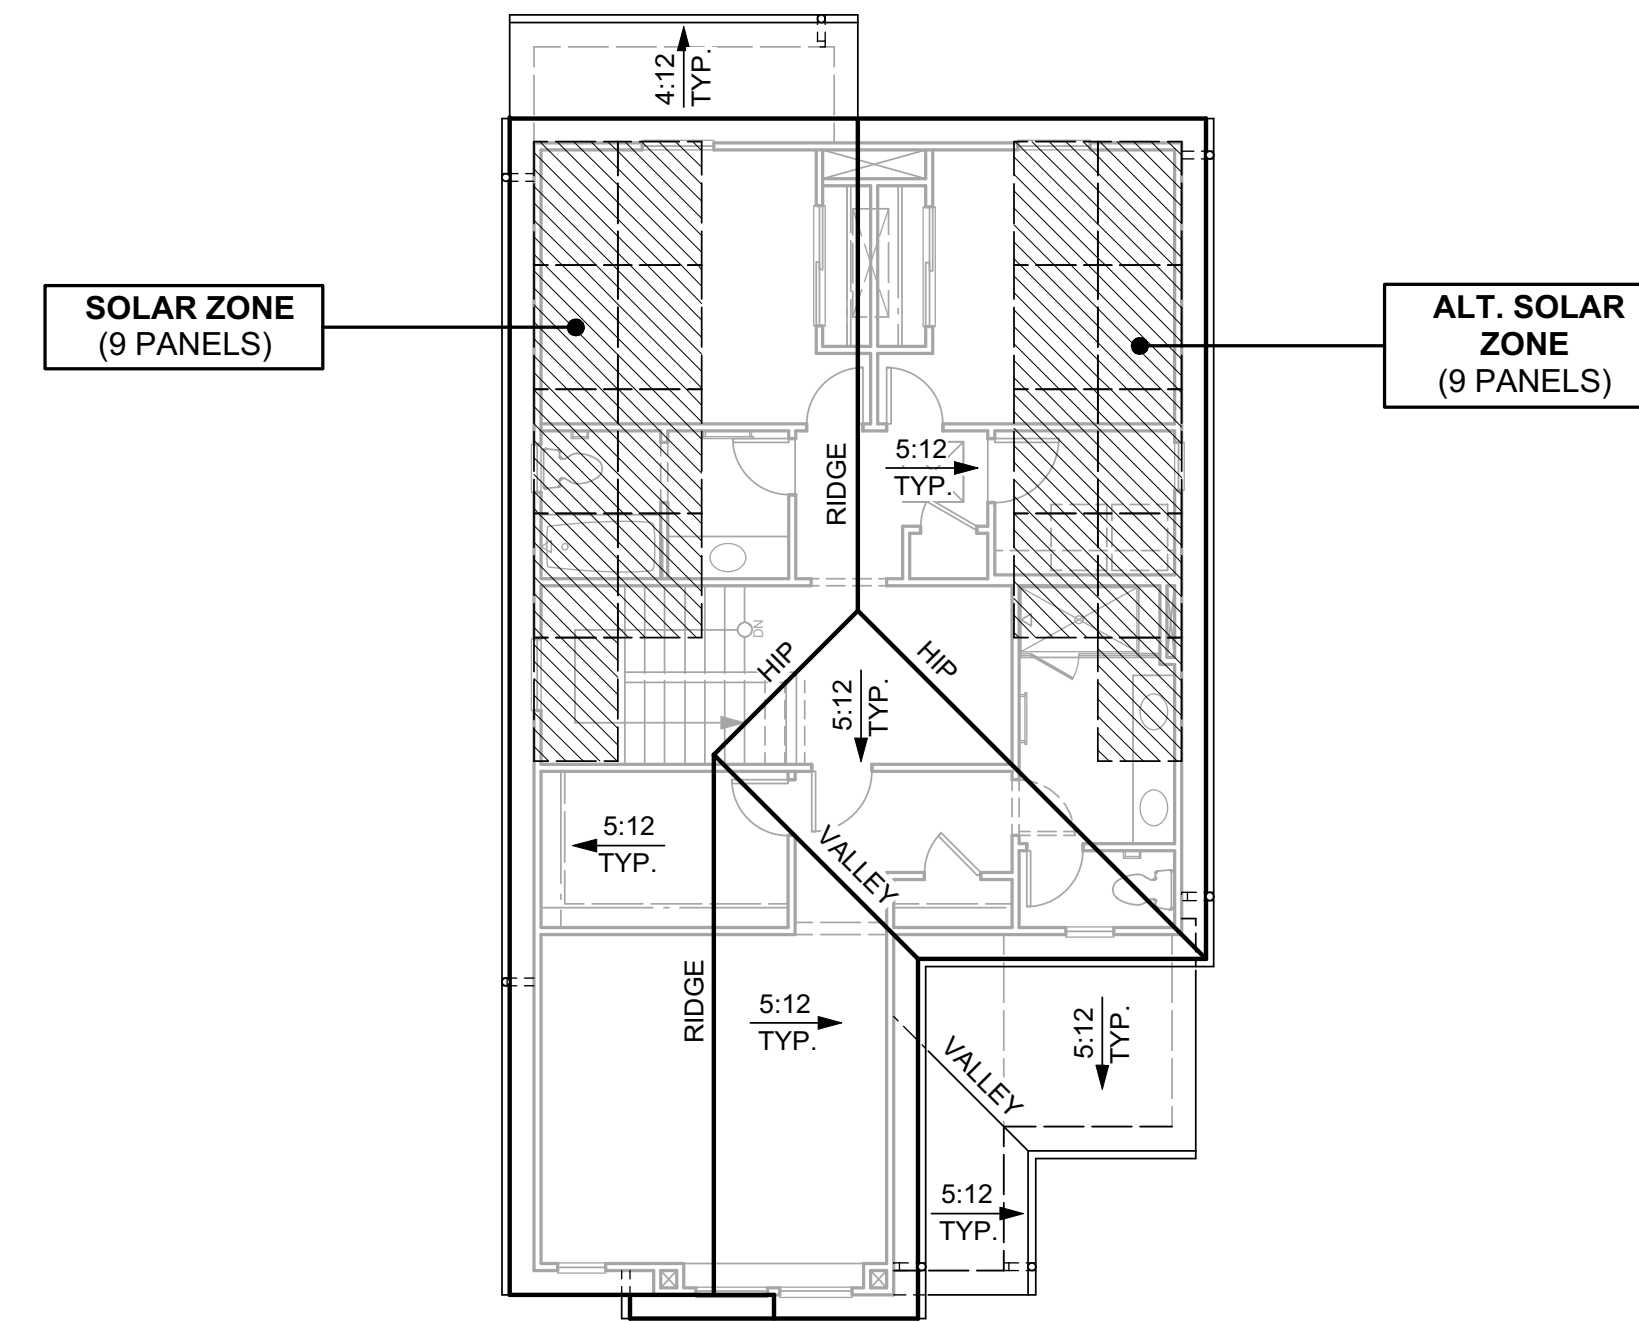 4:12
TYP.
SOLAR ZONE
(9 PANELS)
ALT. SOLAR
ZONE
(9 PANELS)
RIDGE
5:12
TYP.
DN
HIP
HIP
5:12
TYP.
5:12
TYP.
VALLEY
RIDGE
5:12
TYP.
5:12
TYP.
VALLEY
5:12
TYP.